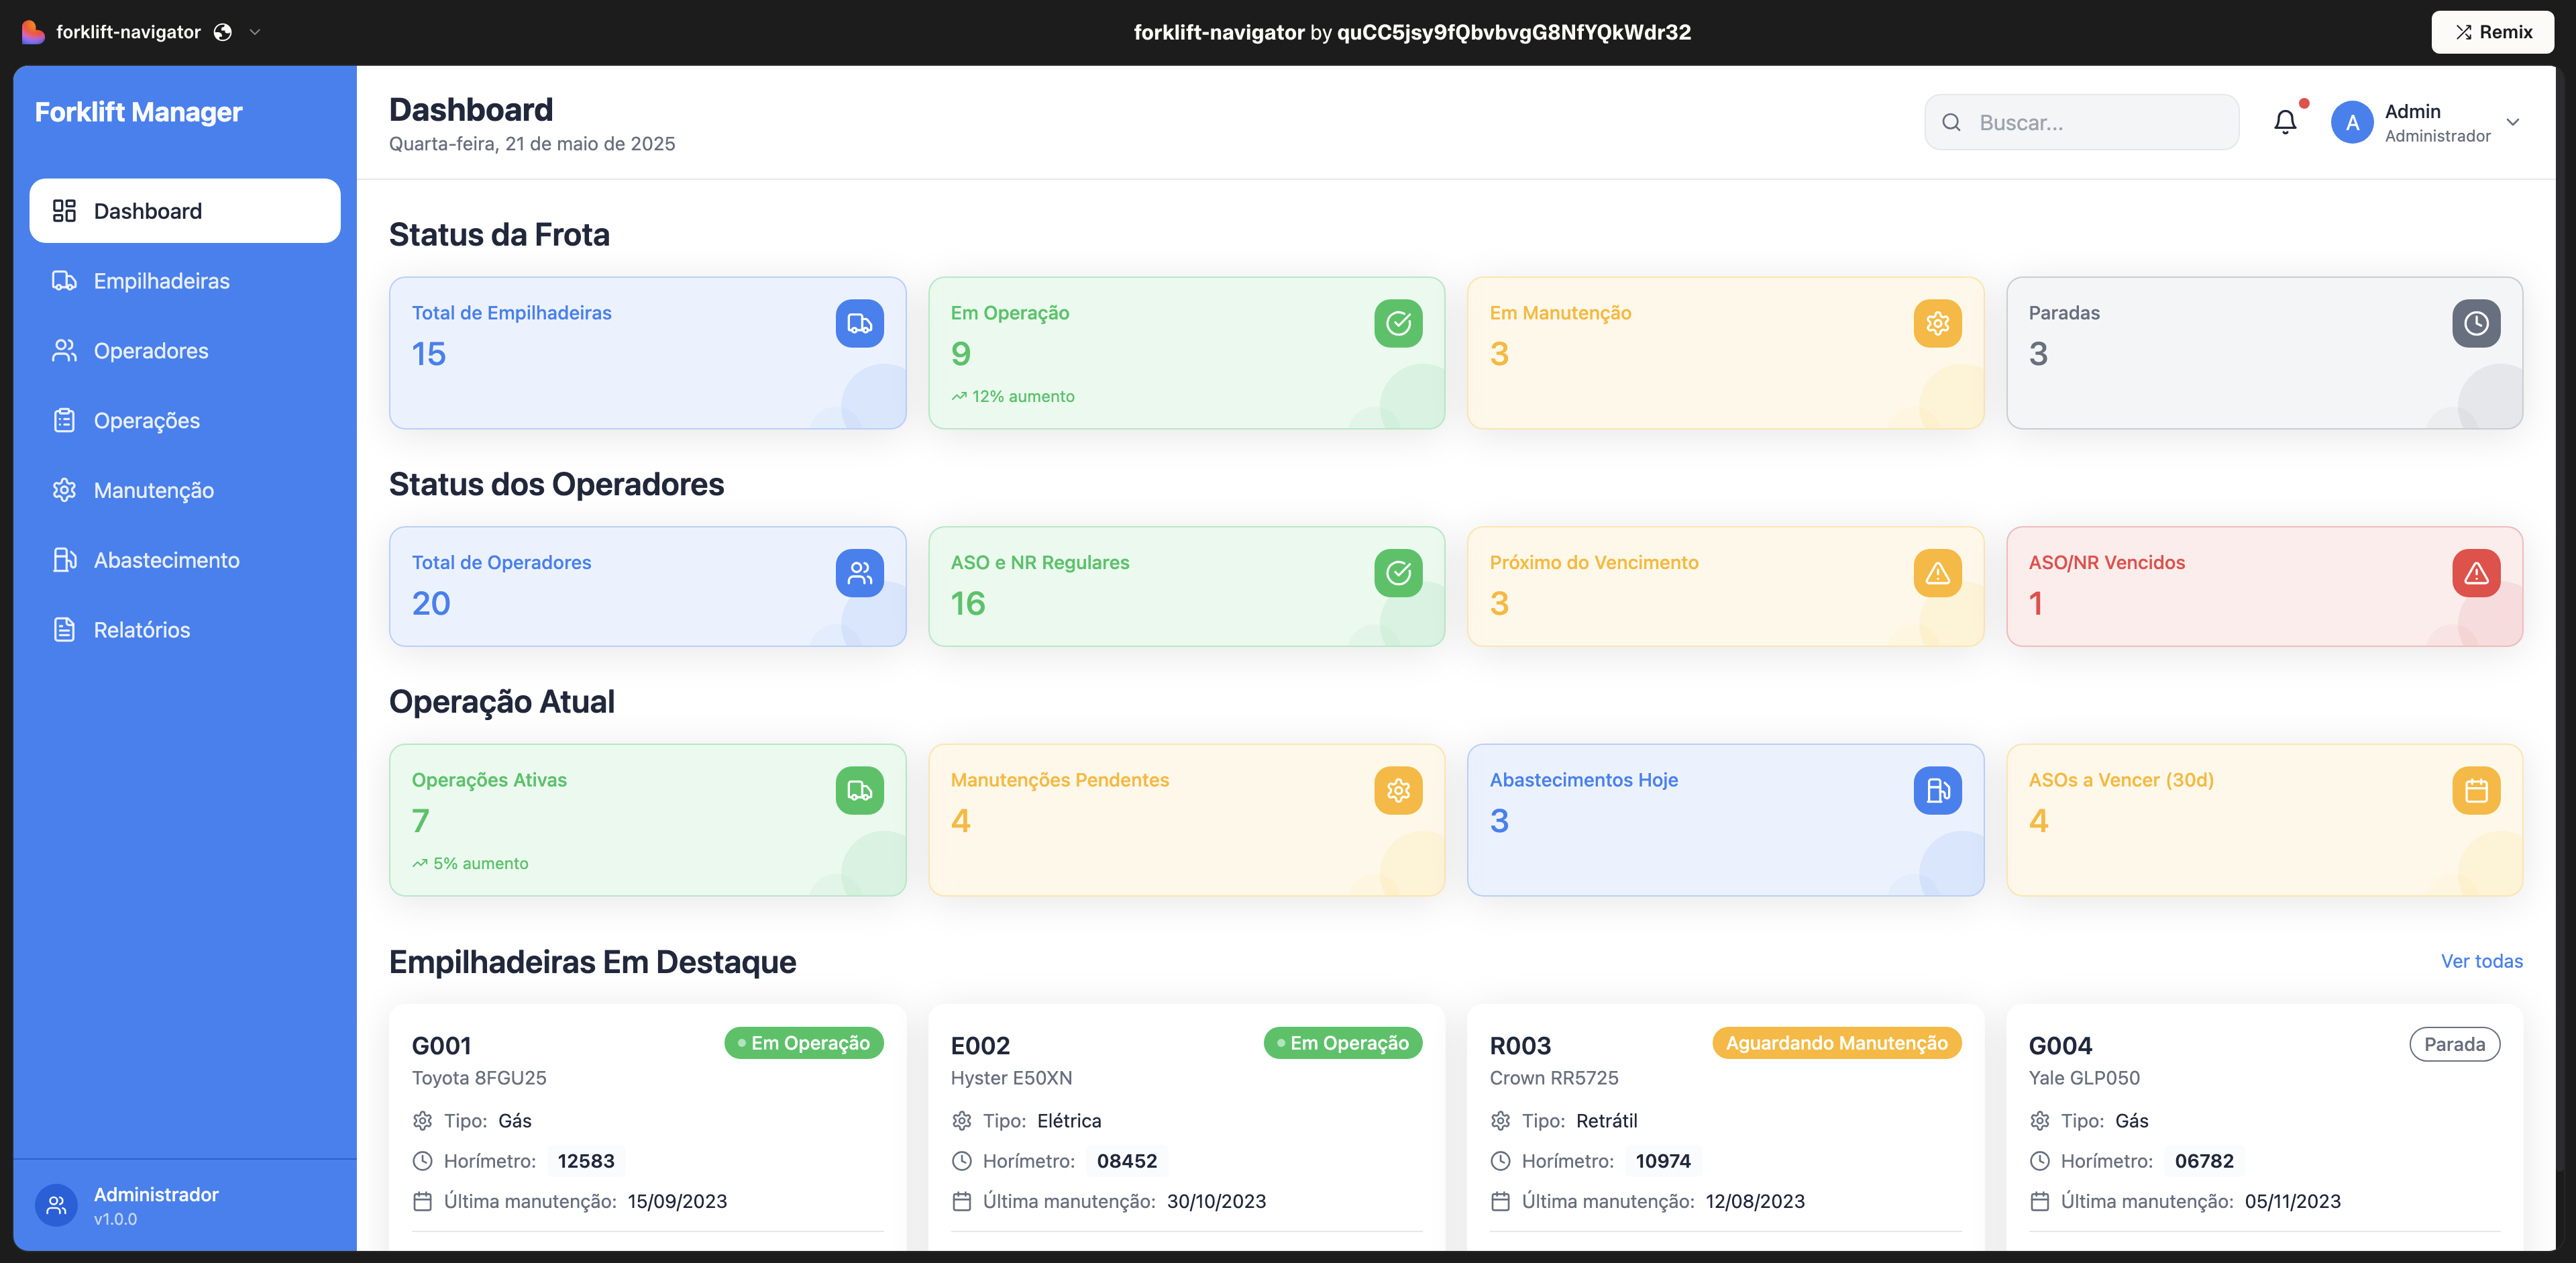 forklift-navigator
forklift-navigator by quCC5jsy9fQbvbvgG8NfYQkWdr32
Remix
Forklift Manager
Dashboard
Empilhadeiras
Operadores
Operações
Manutenção
Abastecimento
Relatórios
Administrador
v1.0.0
Dashboard
Quarta-feira, 21 de maio de 2025
Buscar...
A
Admin
Administrador
Status da Frota
Total de Empilhadeiras
15
Em Operação
9
12% aumento
Em Manutenção
3
Paradas
3
Status dos Operadores
Total de Operadores
20
ASO e NR Regulares
16
Próximo do Vencimento
3
ASO/NR Vencidos
1
Operação Atual
Operações Ativas
7
5% aumento
Manutenções Pendentes
4
Abastecimentos Hoje
3
ASOs a Vencer (30d)
4
Empilhadeiras Em Destaque
Ver todas
G001
Em Operação
Toyota 8FGU25
Tipo: Gás
Horímetro: 12583
Última manutenção: 15/09/2023
E002
Em Operação
Hyster E50XN
Tipo: Elétrica
Horímetro: 08452
Última manutenção: 30/10/2023
R003
Aguardando Manutenção
Crown RR5725
Tipo: Retrátil
Horímetro: 10974
Última manutenção: 12/08/2023
G004
Parada
Yale GLP050
Tipo: Gás
Horímetro: 06782
Última manutenção: 05/11/2023